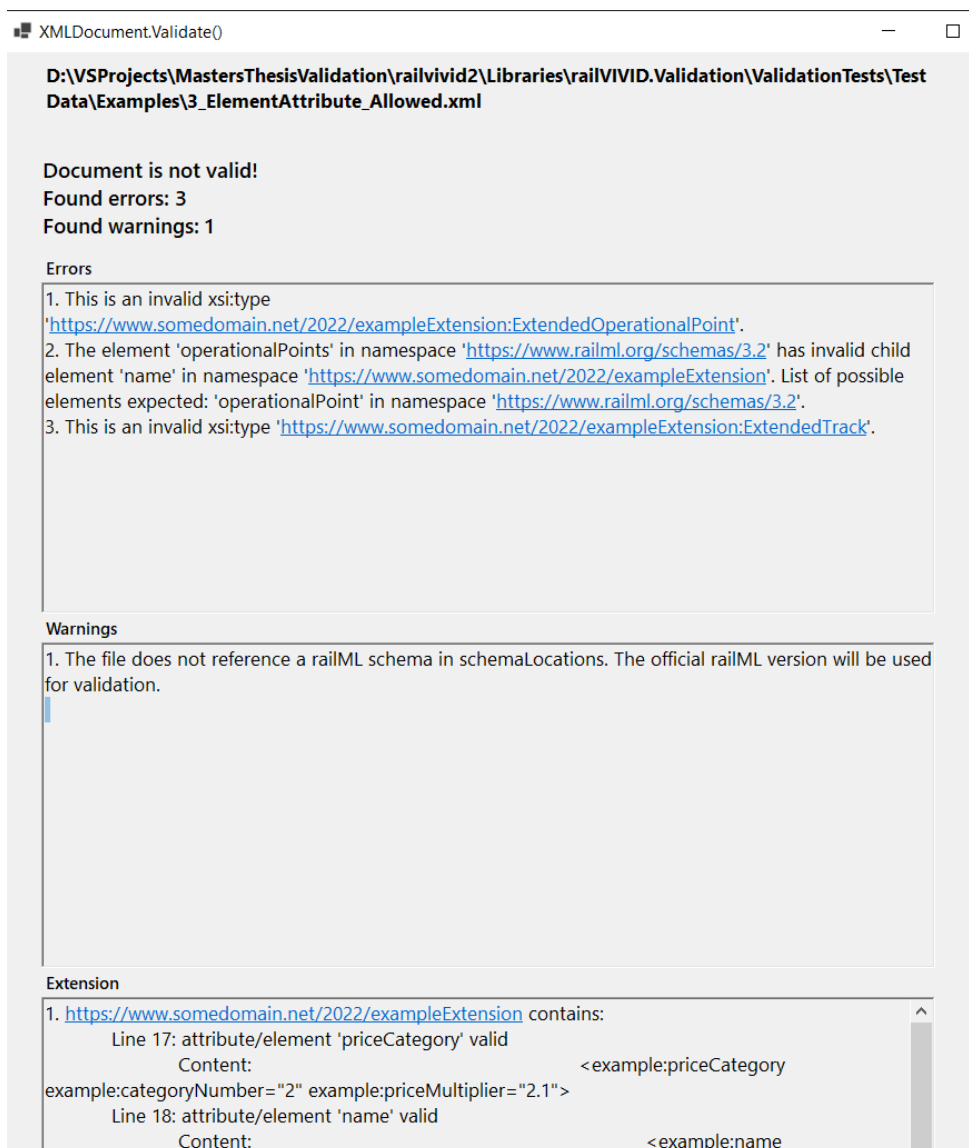 XMLDocument.Validate()
D:\VSProjects\MastersThesisValidation\railvivid2\Libraries\railVIVID.Validation\ValidationTests\Test
Data\Examples\3_ElementAttribute_Allowed.xml
Document is not valid!
Found errors: 3
Found warnings: 1
Errors
1. This is an invalid xsi:type
'https://www.somedomain.net/2022/exampleExtension:ExtendedOperationalPoint'.
2. The element 'operationalPoints' in namespace 'https://www.railml.org/schemas/3.2' has invalid child
element 'name' in namespace 'https://www.somedomain.net/2022/exampleExtension'. List of possible
elements expected: 'operationalPoint' in namespace 'https://www.railml.org/schemas/3.2'.
3. This is an invalid xsi:type 'https://www.somedomain.net/2022/exampleExtension:ExtendedTrack'.
Warnings
1. The file does not reference a railML schema in schemaLocations. The official railML version will be used
for validation.
Extension
1. https://www.somedomain.net/2022/exampleExtension contains:
Line 17: attribute/element 'priceCategory' valid
Content: <example:priceCategory
example:categoryNumber="2" example:priceMultiplier="2.1">
Line 18: attribute/element 'name' valid
Content: <example:name